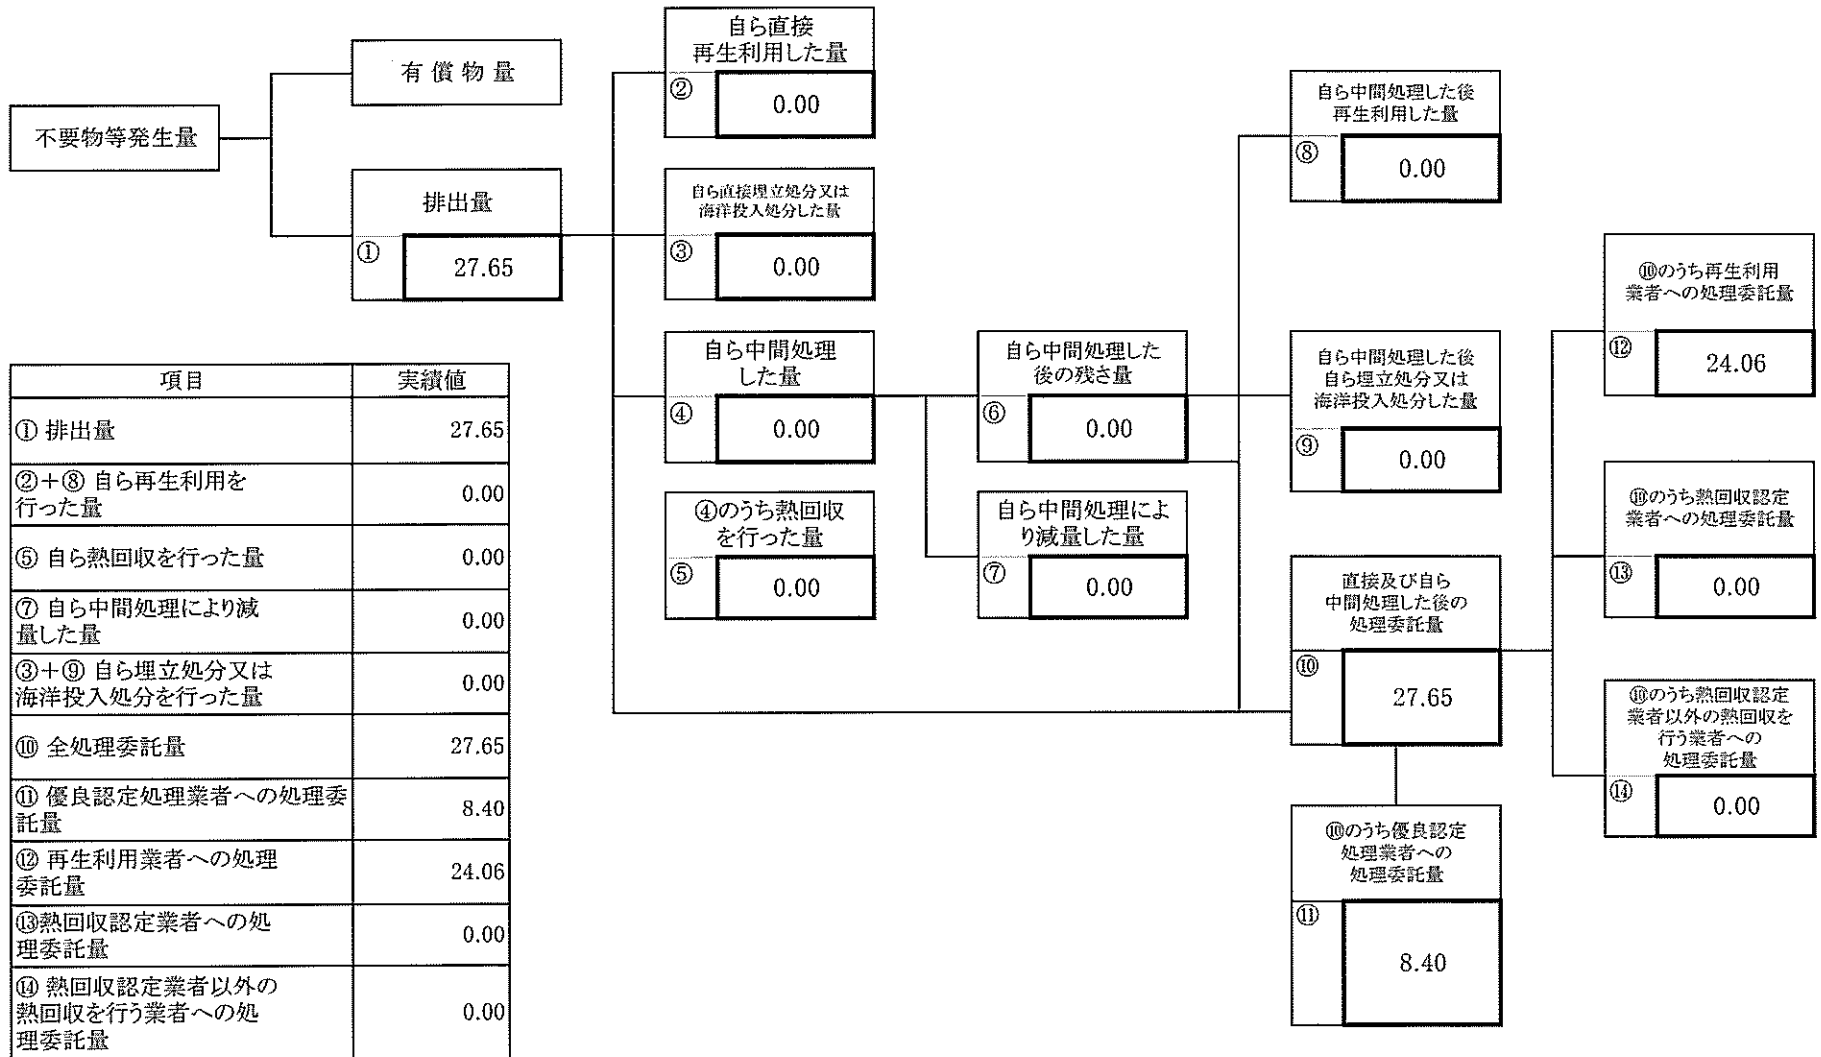 不要物等発生量
有償物量
排出量
①
27.65
自ら直接
再生利用した量
②
0.00
自ら直接埋立処分又は
海洋投入処分した量
③
0.00
自ら中間処理
した量
④
0.00
④のうち熱回収
を行った量
⑤
0.00
自ら中間処理した
後の残さ量
⑥
0.00
自ら中間処理によ
り減量した量
⑦
0.00
自ら中間処理した後
再生利用した量
⑧
0.00
自ら中間処理した後
自ら埋立処分又は
海洋投入処分した量
⑨
0.00
直接及び自ら
中間処理した後の
処理委託量
⑩
27.65
⑩のうち優良認定
処理業者への
処理委託量
⑪
8.40
⑩のうち再生利用
業者への処理委託量
⑫
24.06
⑩のうち熱回収認定
業者への処理委託量
⑬
0.00
⑩のうち熱回収認定
業者以外の熱回収を
行う業者への
処理委託量
⑭
0.00
項目 実績値
① 排出量 27.65
②+⑧ 自ら再生利用を
行った量 0.00
⑤ 自ら熱回収を行った量 0.00
⑦ 自ら中間処理により減
量した量 0.00
③+⑨ 自ら埋立処分又は
海洋投入処分を行った量 0.00
⑩ 全処理委託量 27.65
⑪ 優良認定処理業者への処理委
託量 8.40
⑫ 再生利用業者への処理
委託量 24.06
⑬熱回収認定業者への処
理委託量 0.00
⑭ 熱回収認定業者以外の
熱回収を行う業者への処
理委託量 0.00